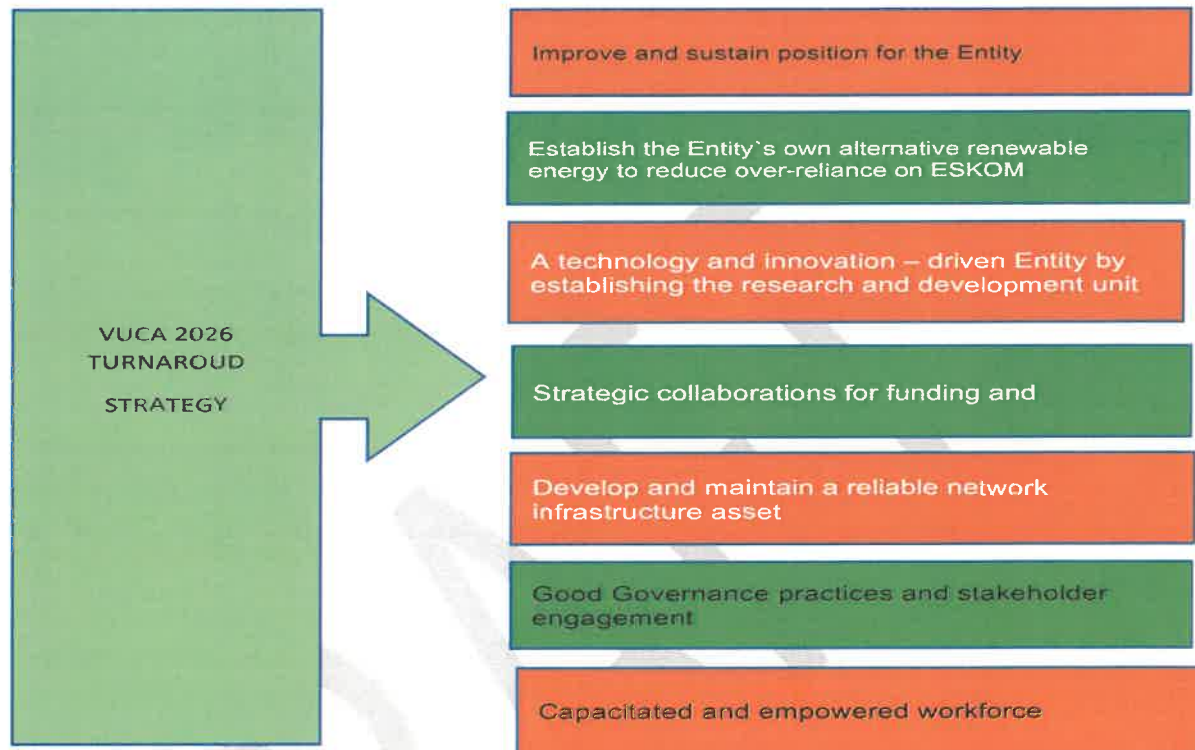 VUCA 2026
TURNAROUD
STRATEGY
Improve and sustain position for the Entity
Establish the Entity`s own alternative renewable
energy to reduce over-reliance on ESKOM
A technology and innovation – driven Entity by
establishing the research and development unit
Strategic collaborations for funding and
Develop and maintain a reliable network
infrastructure asset
Good Governance practices and stakeholder
engagement
Capacitated and empowered workforce